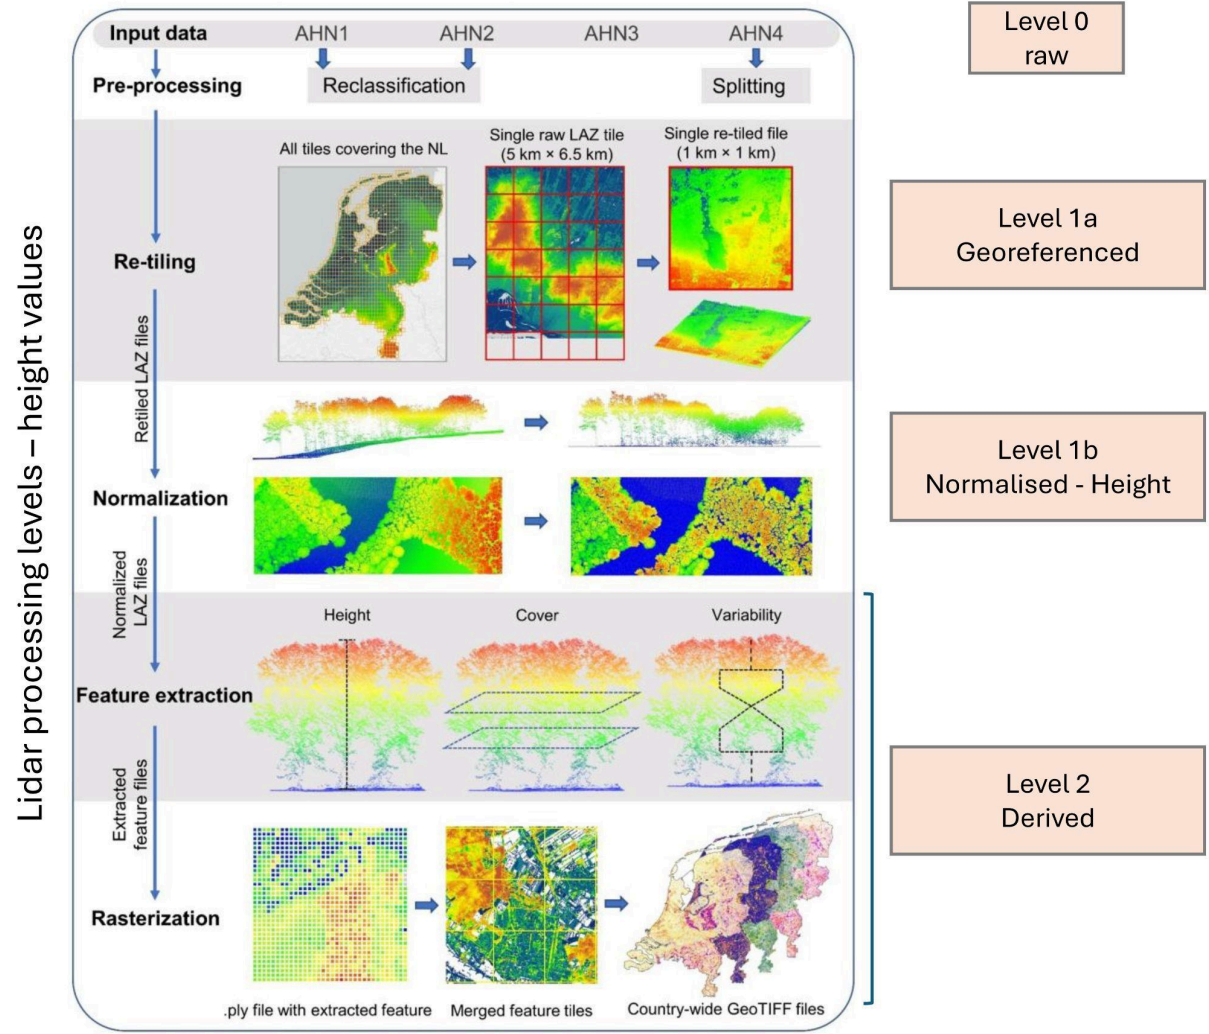 Lidar processing levels – height values
Input data
AHN1
AHN2
AHN3
AHN4
Level 0
raw
Pre-processing
Reclassification
Splitting
All tiles covering the NL
Single raw LAZ tile
(5 km × 6.5 km)
Single re-tiled file
(1 km × 1 km)
Re-tiling
Level 1a
Georeferenced
Retiled LAZ files
Normalization
Level 1b
Normalised - Height
Normalized
LAZ files
Height
Cover
Variability
Feature extraction
Level 2
Derived
Extracted
feature files
Rasterization
.ply file with extracted feature
Merged feature tiles
Country-wide GeoTIFF files